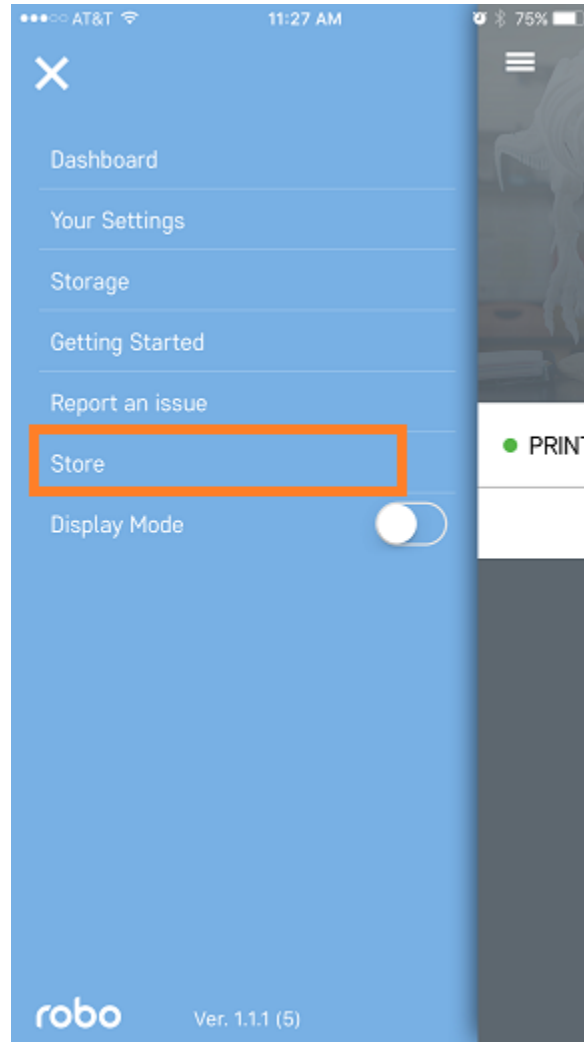 AT&T 11:27 AM 75%
Dashboard
Your Settings
Storage
Getting Started
Report an issue
Store
PRINT
Display Mode
robo Ver. 1.1.1 (5)